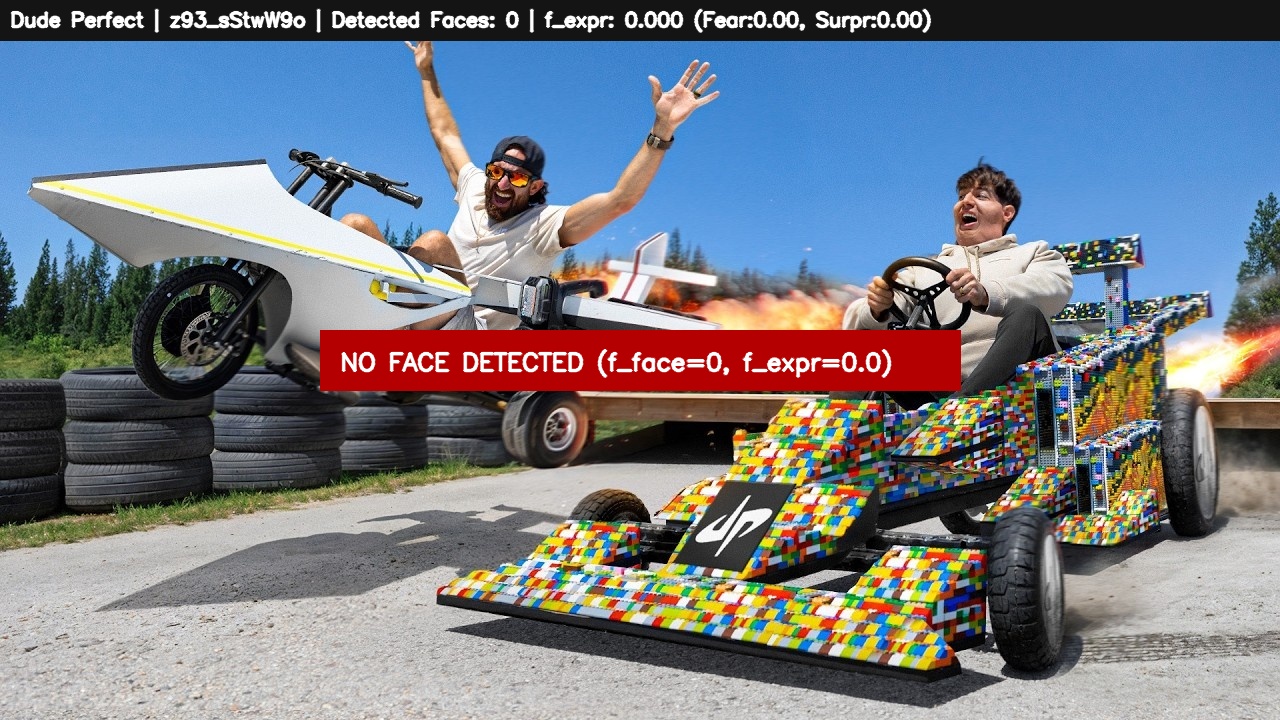 Dude Perfect | z93_sStwW9o | Detected Faces: 0 | f_expr: 0.000 (Fear:0.00, Surpr:0.00)
NO FACE DETECTED (f_face=0, f_expr=0.0)
dp